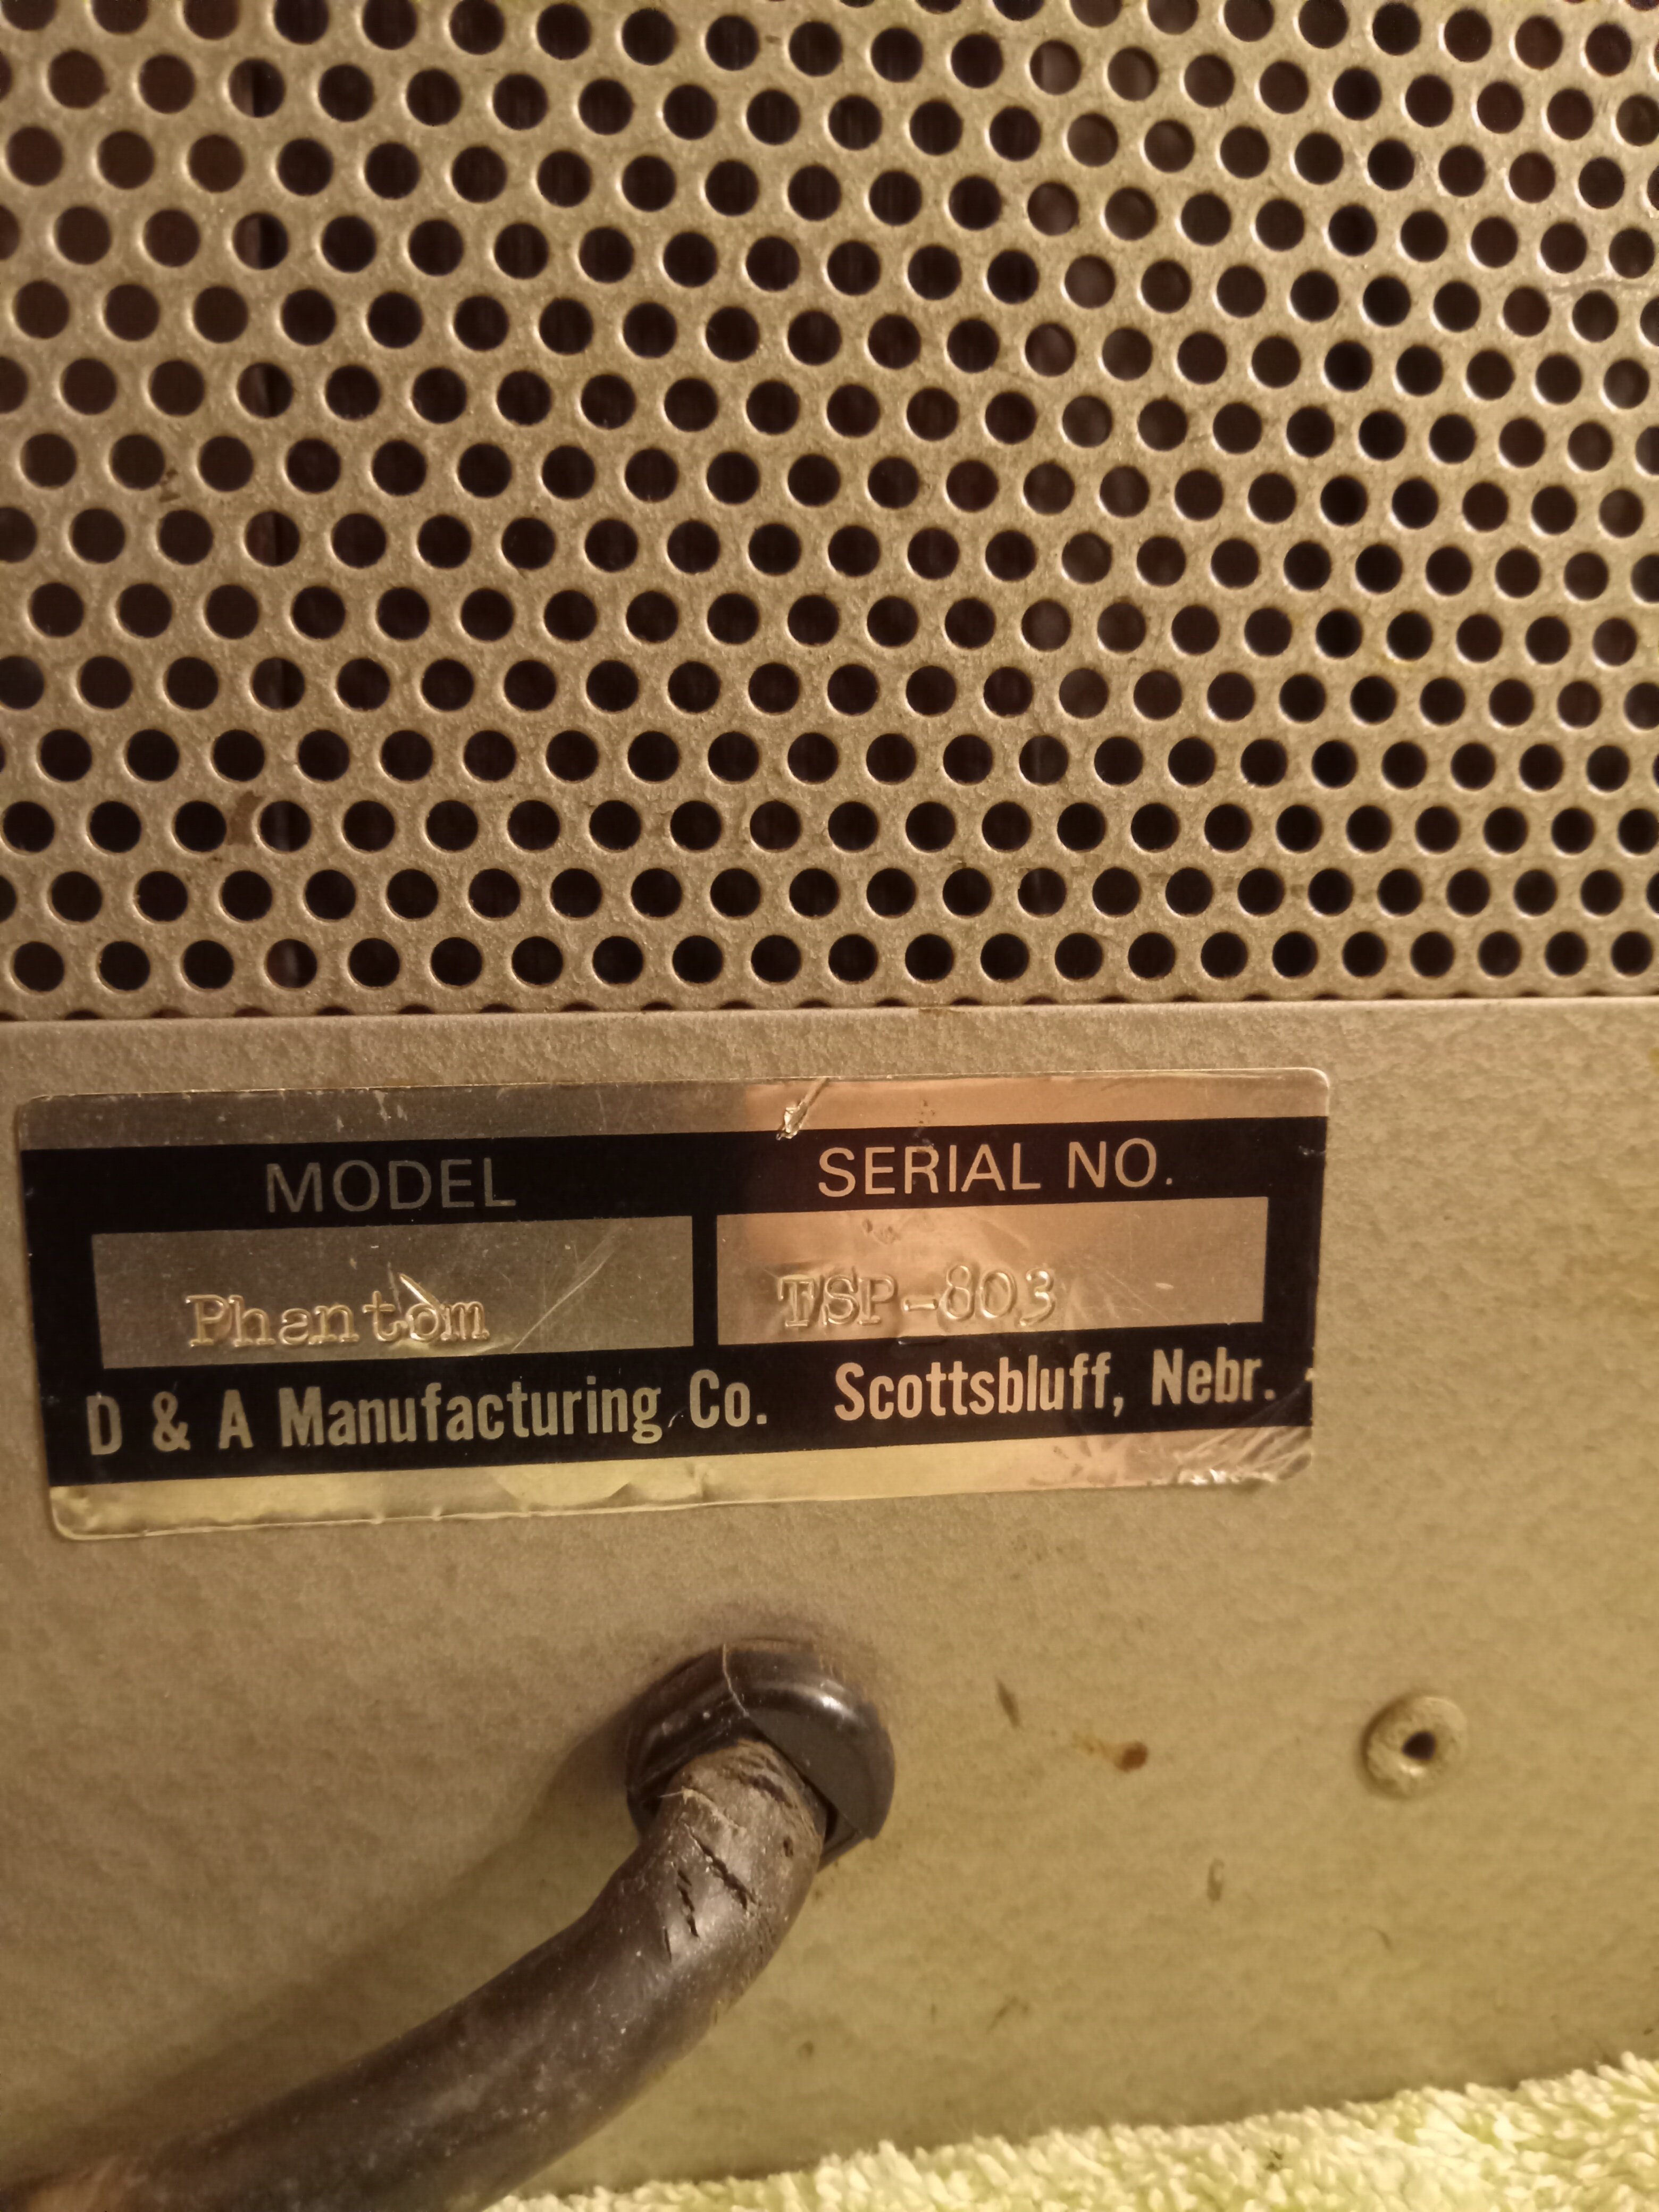 MODEL SERIAL NO.
Phantom TSP-803
D & A Manufacturing Co. Scottsbluff, Nebr.